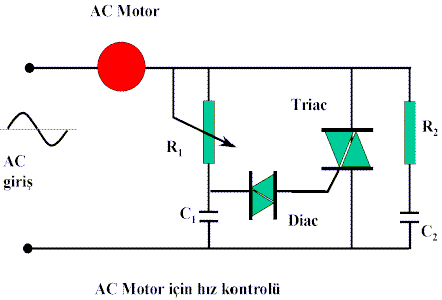 AC Motor
Triac
R1
R2
AC
giriş
C1
Diac
C2
AC Motor için hız kontrolü